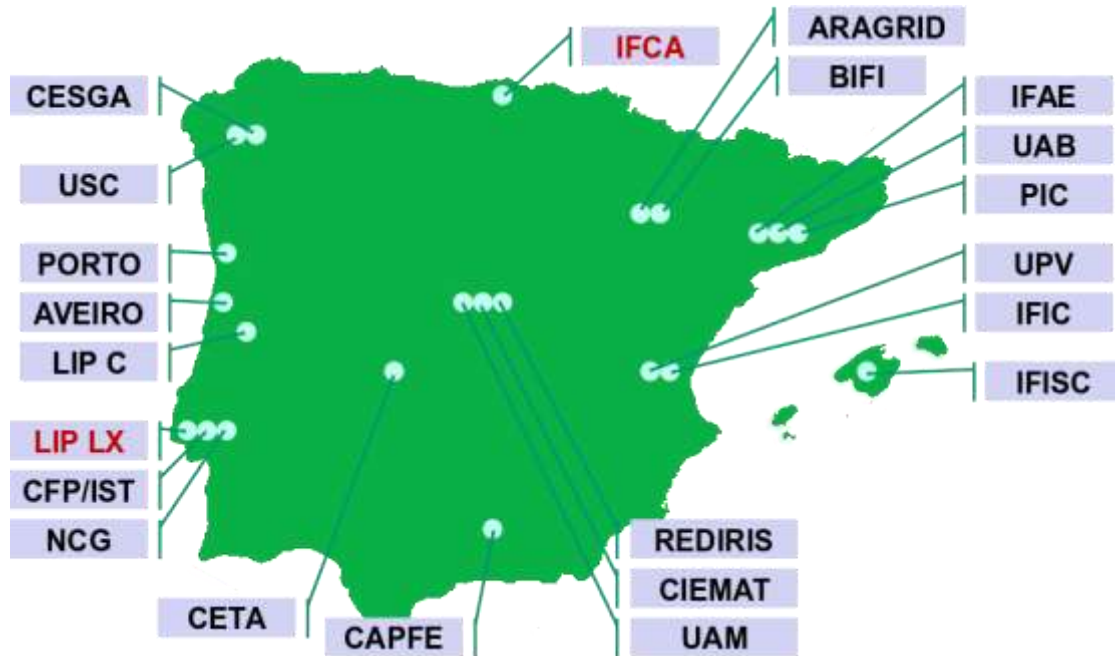 ARAGRID
IFCA
BIFI
CESGA
IFAE
UAB
USC
PIC
PORTO
UPV
AVEIRO
IFIC
LIP C
IFISC
LIP LX
CFP/IST
NCG
REDIRIS
CIEMAT
CETA
CAPFE
UAM